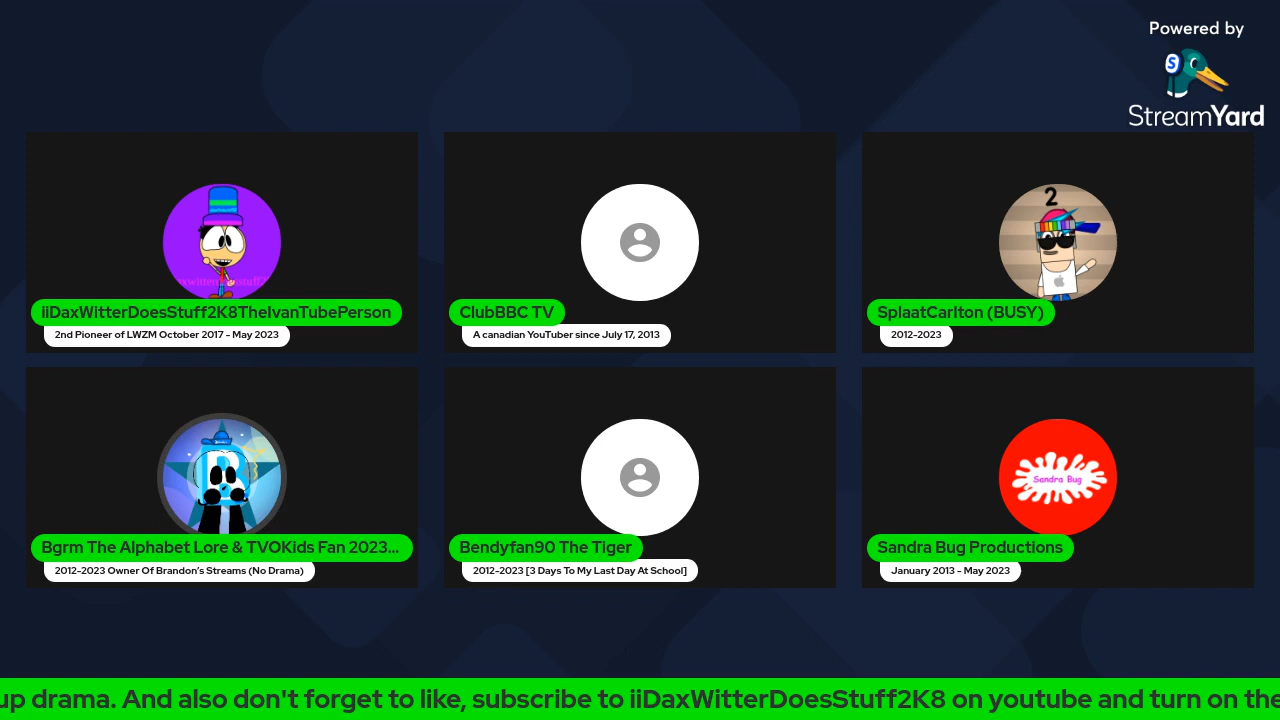 Powered by
StreamYard
2
iiDaxWitterDoesStuff2K8TheIvanTubePerson
2nd Pioneer of LWZM October 2017 - May 2023
ClubBBC TV
A canadian YouTuber since July 17, 2013
SplaatCarlton (BUSY)
2012-2023
Sandra Bug
Bgrm The Alphabet Lore & TVOKids Fan 2023...
2012-2023 Owner Of Brandon's Streams (No Drama)
Bendyfan90 The Tiger
2012-2023 [3 Days To My Last Day At School]
Sandra Bug Productions
January 2013 - May 2023
up drama. And also don't forget to like, subscribe to iiDaxWitterDoesStuff2K8 on youtube and turn on the